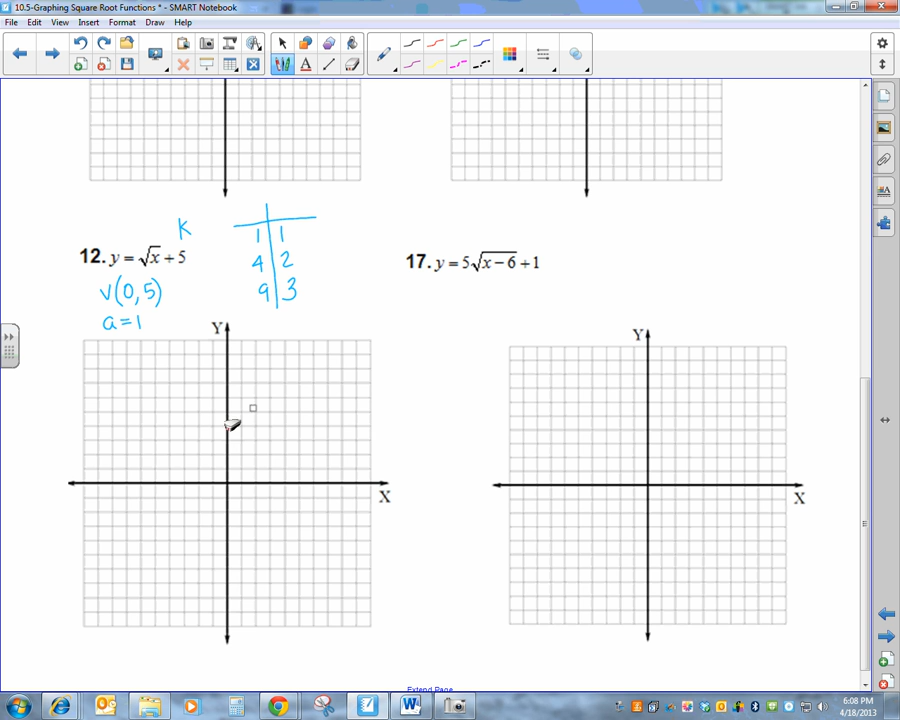 10.5-Graphing Square Root Functions * - SMART Notebook
File Edit View Insert Format Draw Help
K
1 1
12. y = √x + 5
4 2
17. y = 5√x − 6 + 1
v(0, 5)
9 3
a = 1
Y
Y
X
X
Extend Page
6:08 PM
4/18/2013